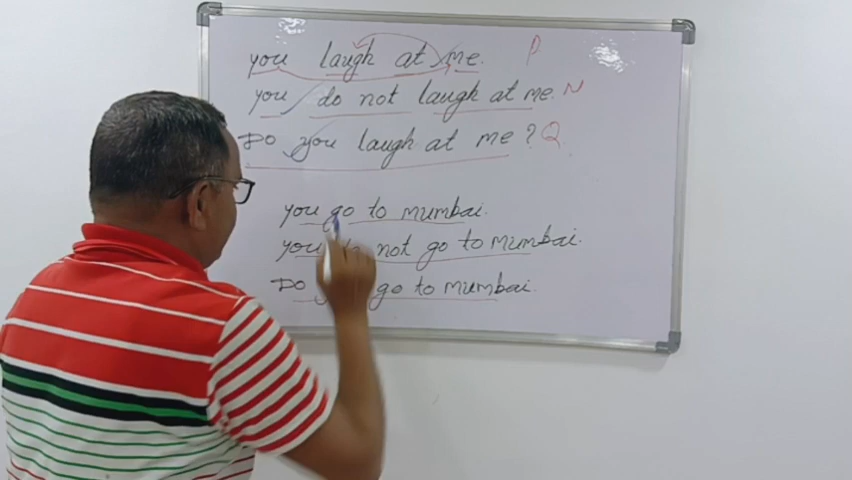 you laugh at me. P
you do not laugh at me. N
Do you laugh at me? Q
you go to mumbai.
you not go to mumbai.
Do go to mumbai.